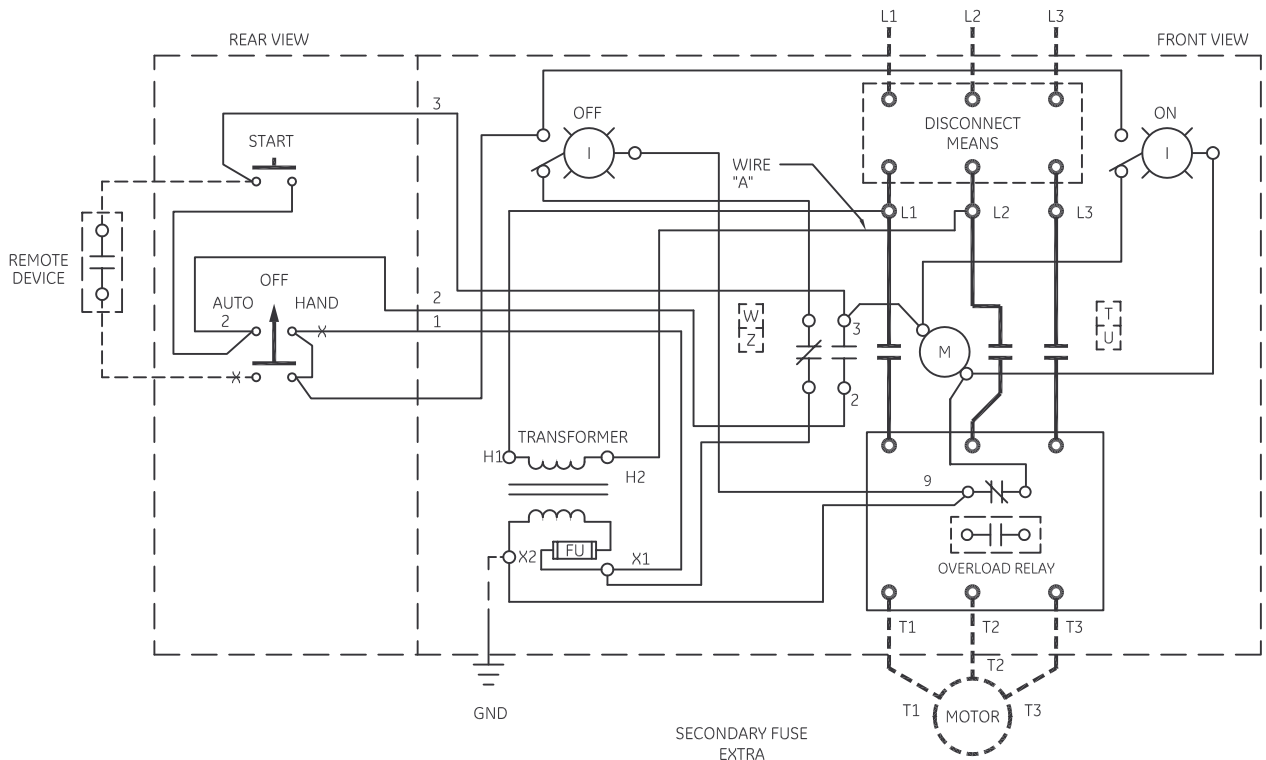 L1
L2
L3
REAR VIEW
FRONT VIEW
3
OFF
ON
START
DISCONNECT
MEANS
I
I
WIRE
"A"
L1
L2
L3
REMOTE
DEVICE
OFF
AUTO
HAND
2
2
1
W
Z
3
T
U
M
2
TRANSFORMER
H1
H2
9
FU
X2
X1
OVERLOAD RELAY
T1
T2
T3
T2
T1
MOTOR
T3
GND
SECONDARY FUSE
EXTRA